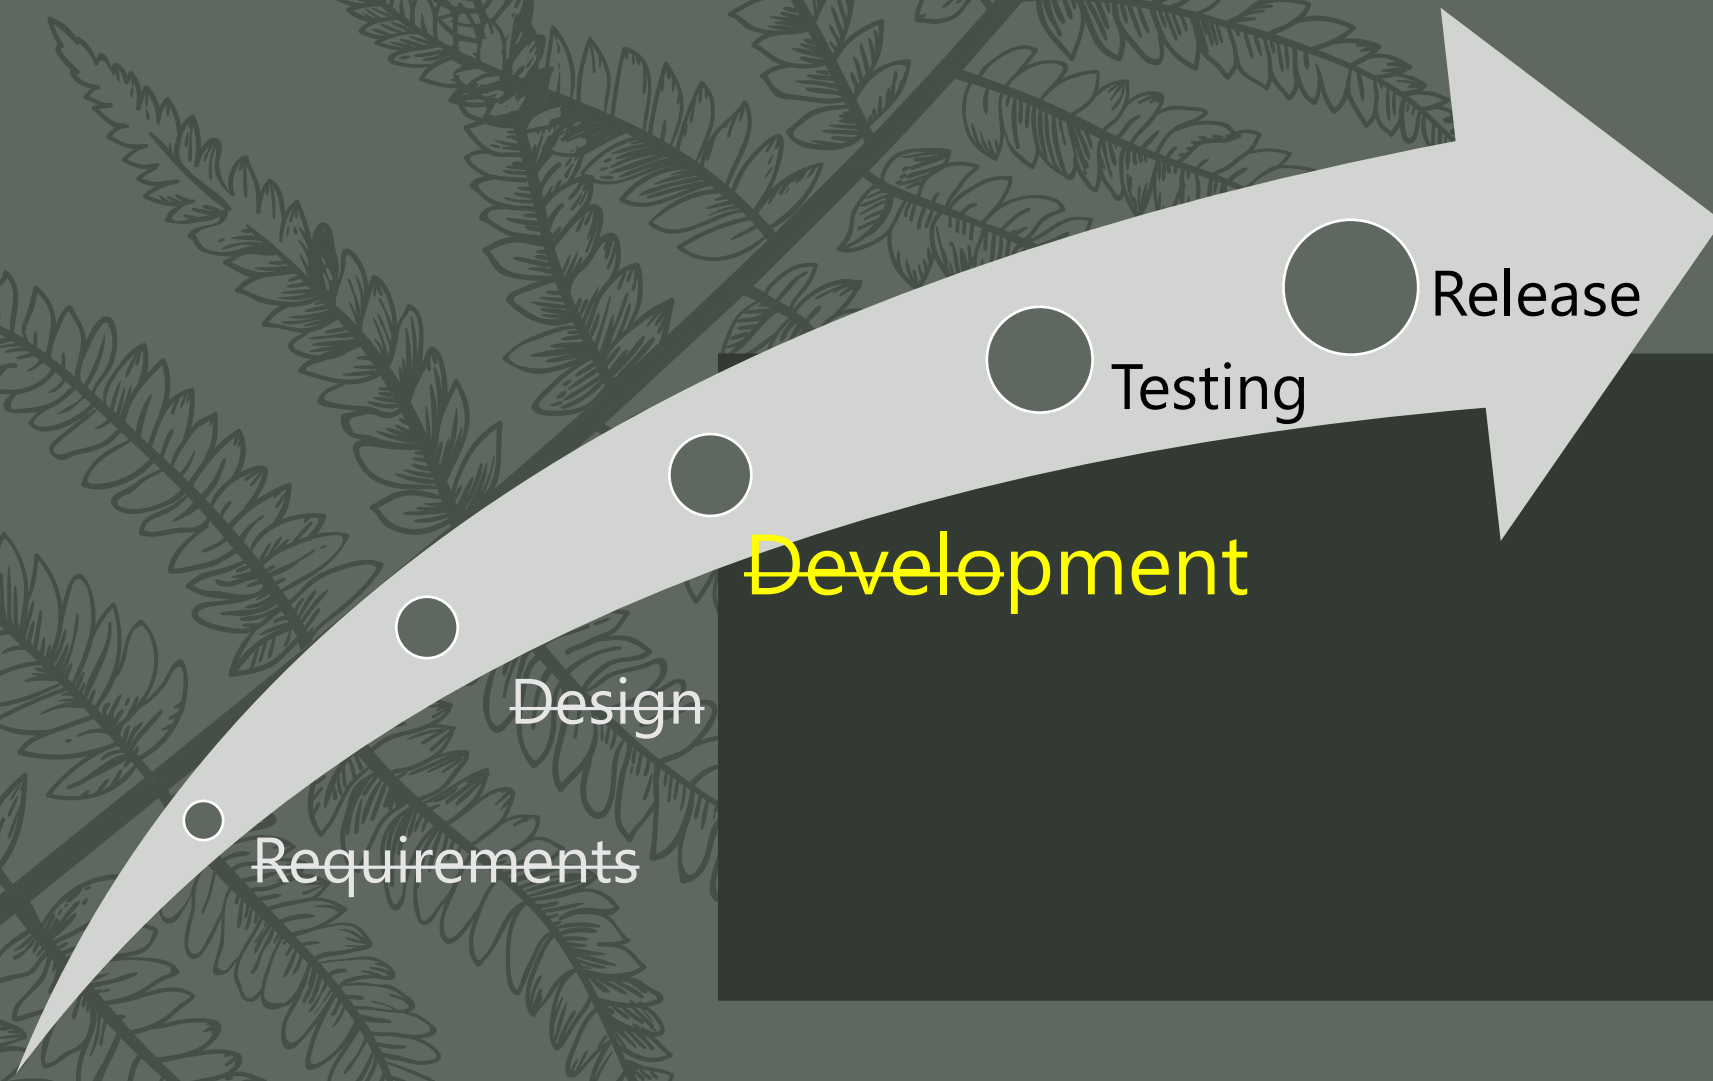 Release
Testing
Development
Design
Requirements